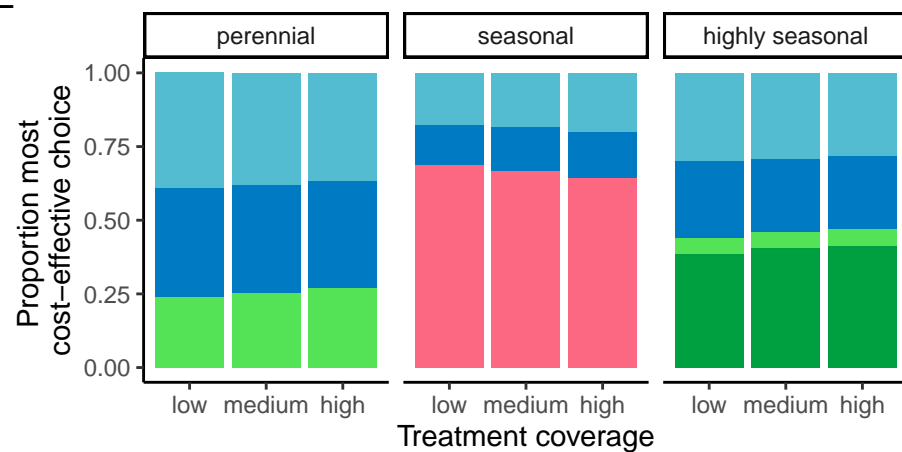 perennial seasonal highly seasonal
Proportion most
cost−effective choice
1.00
0.75
0.50
0.25
0.00
low medium high low medium high low medium high
Treatment coverage